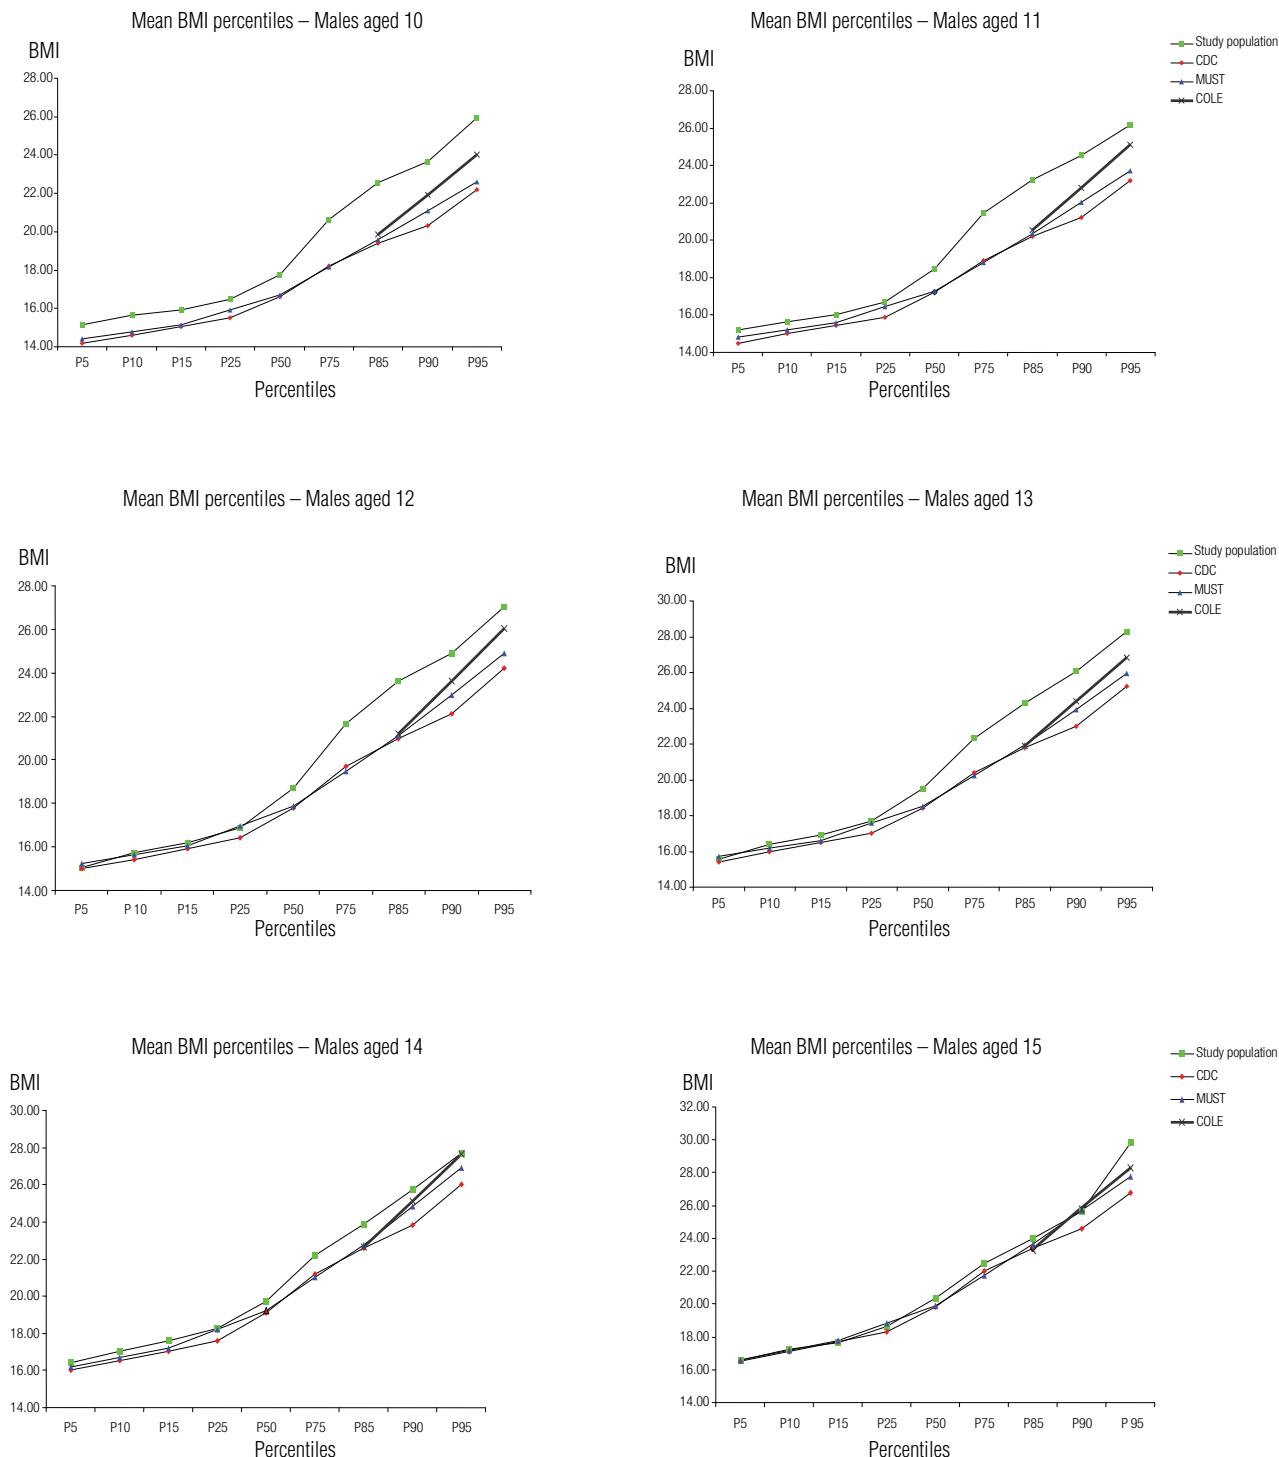 Mean BMI percentiles – Males aged 10
BMI
28.00
26.00
24.00
22.00
20.00
18.00
16.00
14.00
P5 P10 P15 P25 P50 P75 P85 P90 P95
Percentiles
Mean BMI percentiles – Males aged 11
BMI
28.00
26.00
24.00
22.00
20.00
18.00
16.00
14.00
P5 P10 P15 P25 P50 P75 P85 P90 P95
Percentiles
Study population
CDC
MUST
COLE
Mean BMI percentiles – Males aged 12
BMI
28.00
26.00
24.00
22.00
20.00
18.00
16.00
14.00
P5 P 10 P15 P25 P50 P75 P85 P90 P95
Percentiles
Mean BMI percentiles – Males aged 13
BMI
30.00
28.00
26.00
24.00
22.00
20.00
18.00
16.00
14.00
P5 P10 P15 P25 P50 P75 P85 P90 P95
Percentiles
Study population
CDC
MUST
COLE
Mean BMI percentiles – Males aged 14
BMI
30.00
28.00
26.00
24.00
22.00
20.00
18.00
16.00
14.00
P5 P10 P15 P25 P50 P75 P85 P90 P95
Percentiles
Mean BMI percentiles – Males aged 15
BMI
32.00
30.00
28.00
26.00
24.00
22.00
20.00
18.00
16.00
14.00
P5 P10 P15 P25 P50 P75 P85 P90 P 95
Percentiles
Study population
CDC
MUST
COLE